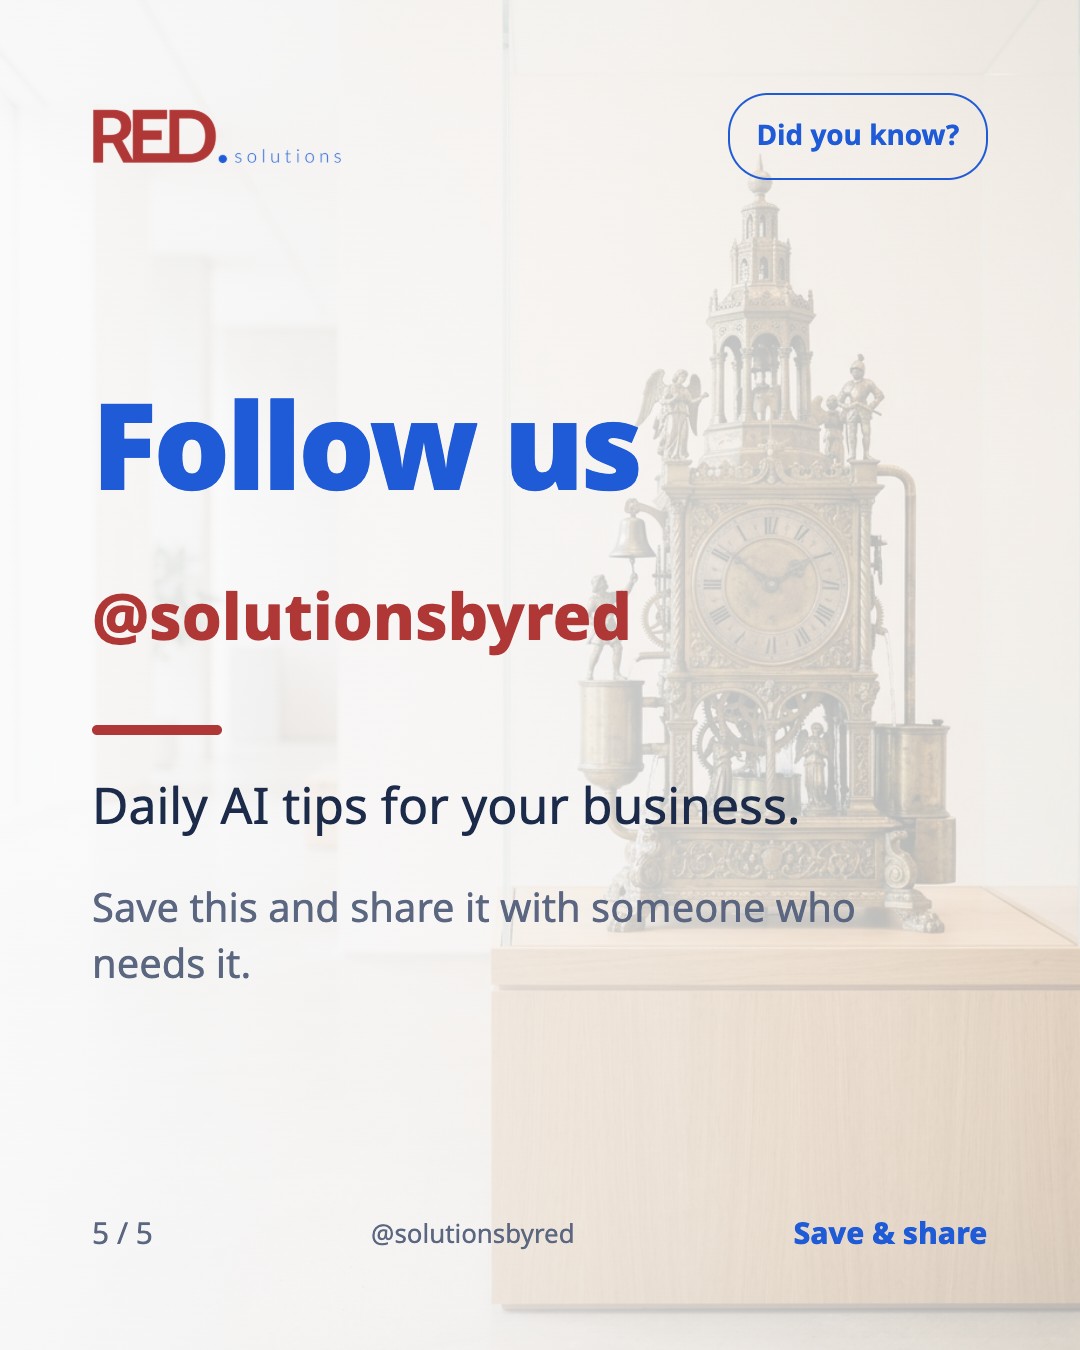 RED.solutions
Did you know?
Follow us
@solutionsbyred
Daily AI tips for your business.
Save this and share it with someone who
needs it.
5 / 5
@solutionsbyred
Save & share